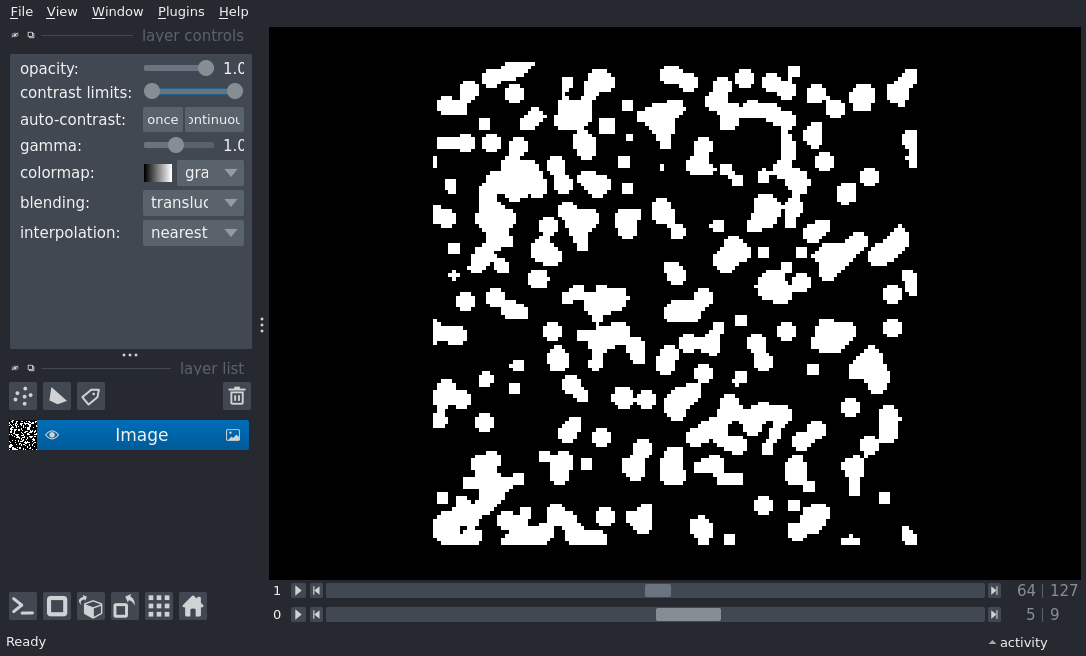 File View Window Plugins Help
layer controls
opacity: 1.0
contrast limits:
auto-contrast: once ontinuou
gamma: 1.0
colormap: gra
blending: transluc
interpolation: nearest
layer list
Image
1 64 127
0 5 9
Ready activity